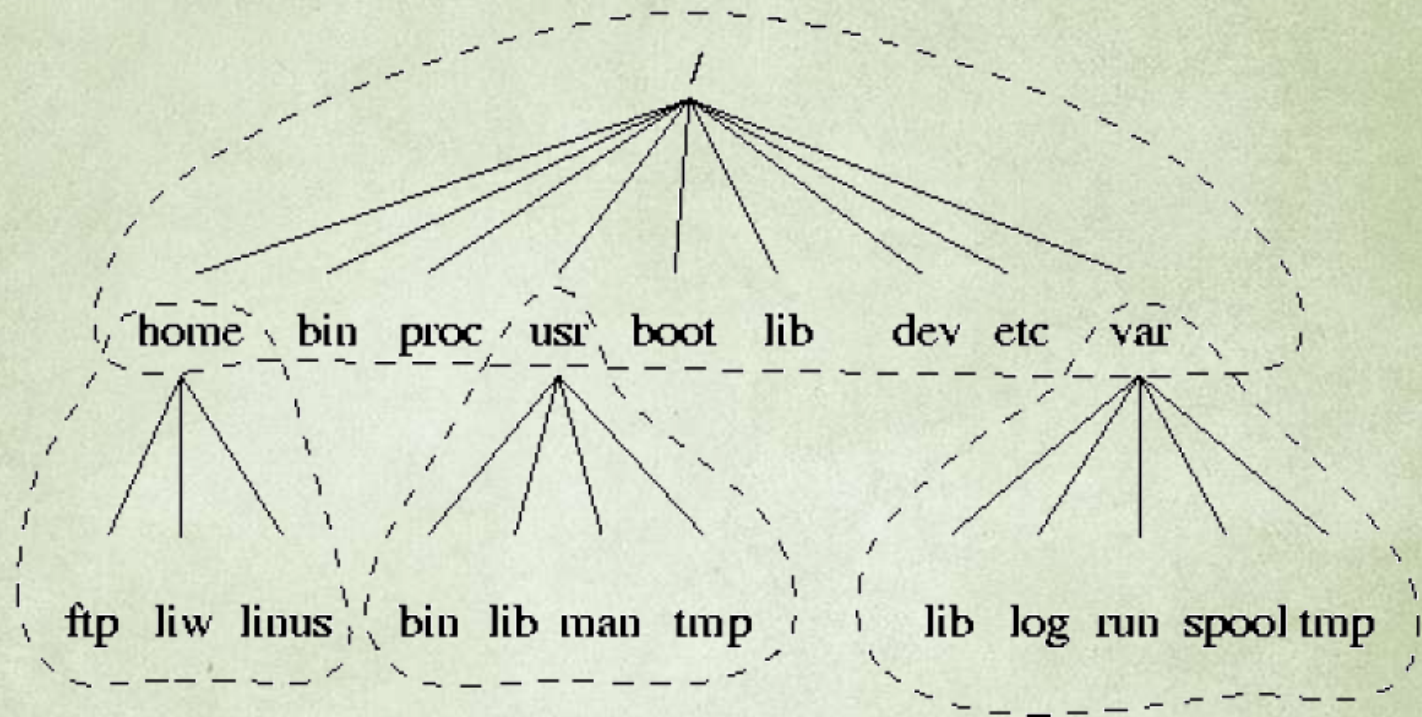 /
home bin proc usr boot lib dev etc var
ftp liw linus bin lib man tmp lib log run spool tmp